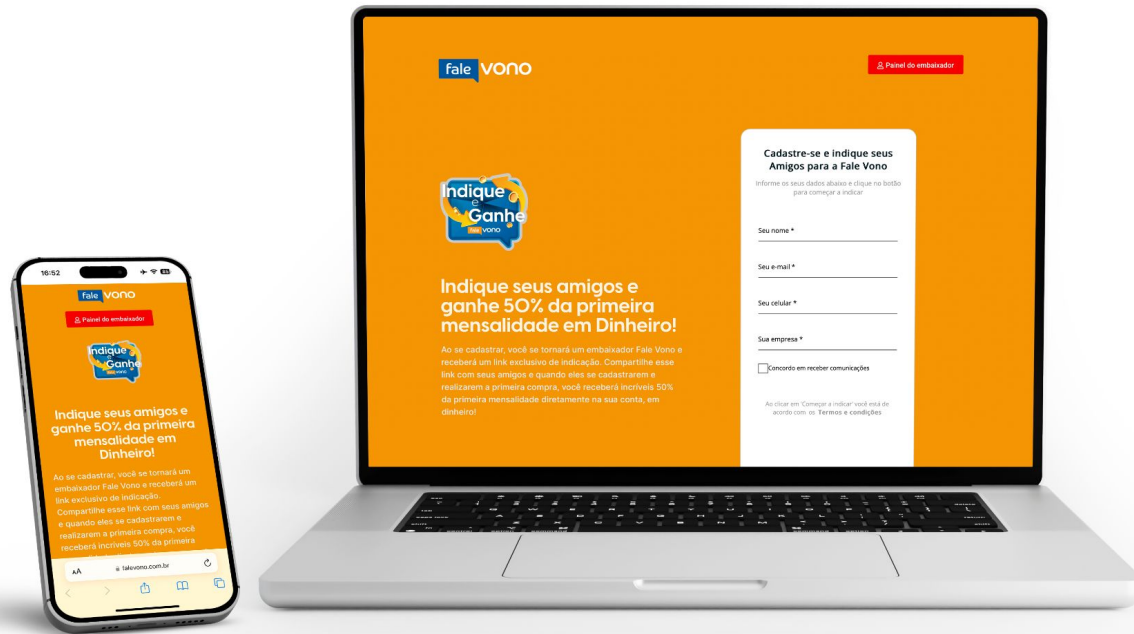 16:52
fale vono
Painel do embaixador
Indique
e
Ganhe
fale vono
Indique seus amigos e
ganhe 50% da primeira
mensalidade em
Dinheiro!
Ao se cadastrar, você se tornará um
embaixador Fale Vono e receberá um
link exclusivo de indicação.
Compartilhe esse link com seus amigos
e quando eles se cadastrarem e
realizarem a primeira compra, você
receberá incríveis 50% da primeira
AA falevono.com.br
fale vono
Painel do embaixador
Indique
e
Ganhe
fale vono
Indique seus amigos e
ganhe 50% da primeira
mensalidade em Dinheiro!
Ao se cadastrar, você se tornará um embaixador Fale Vono e
receberá um link exclusivo de indicação. Compartilhe esse
link com seus amigos e quando eles se cadastrarem e
realizarem a primeira compra, você receberá incríveis 50%
da primeira mensalidade diretamente na sua conta, em
dinheiro!
Cadastre-se e indique seus
Amigos para a Fale Vono
Informe os seus dados abaixo e clique no botão
para começar a indicar
Seu nome *
Seu e-mail *
Seu celular *
Sua empresa *
Concordo em receber comunicações
Ao clicar em 'Começar a indicar' você está de
acordo com os Termos e condições